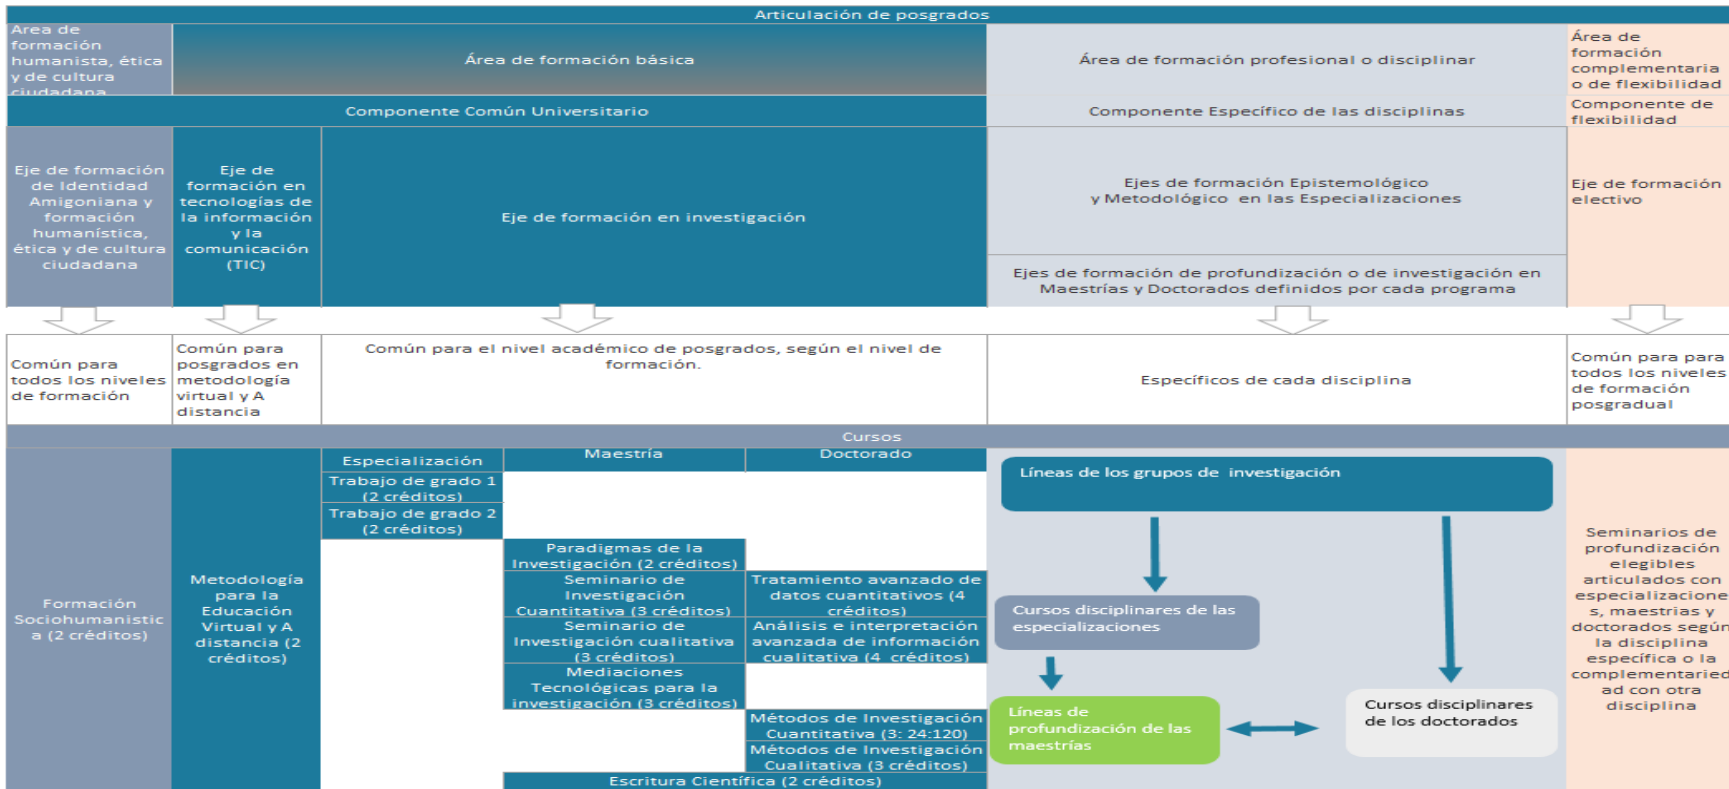 Articulación de posgrados
Área de
formación
humanista, ética
y de cultura
ciudadana
Área de formación básica
Área de formación profesional o disciplinar
Área de
formación
complementaria
o de flexibilidad
Componente Común Universitario
Componente Específico de las disciplinas
Componente de
flexibilidad
Eje de formación
de Identidad
Amigoniana y
formación
humanística,
ética y de cultura
ciudadana
Eje de
formación en
tecnologías de
la información
y la
comunicación
(TIC)
Eje de formación en investigación
Ejes de formación Epistemológico
y Metodológico en las Especializaciones
Ejes de formación de profundización o de investigación en
Maestrías y Doctorados definidos por cada programa
Eje de formación
electivo
Común para
todos los niveles
de formación
Común para
posgrados en
metodología
virtual y A
distancia
Común para el nivel académico de posgrados, según el nivel de
formación.
Específicos de cada disciplina
Común para para
todos los niveles
de formación
posgradual
Cursos
Formación
Sociohumanistic
a (2 créditos)
Metodología
para la
Educación
Virtual y A
distancia (2
créditos)
Especialización
Maestría
Doctorado
Trabajo de grado 1
(2 créditos)
Trabajo de grado 2
(2 créditos)
Paradigmas de la
Investigación (2 créditos)
Seminario de
Investigación
Cuantitativa (3 créditos)
Tratamiento avanzado de
datos cuantitativos (4
créditos)
Seminario de
Investigación cualitativa
(3 créditos)
Análisis e interpretación
avanzada de información
cualitativa (4 créditos)
Mediaciones
Tecnológicas para la
investigación (3 créditos)
Métodos de Investigación
Cuantitativa (3: 24:120)
Métodos de Investigación
Cualitativa (3 créditos)
Escritura Científica (2 créditos)
Líneas de los grupos de investigación
Cursos disciplinares de las
especializaciones
Líneas de
profundización de las
maestrías
Cursos disciplinares
de los doctorados
Seminarios de
profundización
elegibles
articulados con
especializacione
s, maestrias y
doctorados según
la disciplina
específica o la
complementaried
ad con otra
disciplina